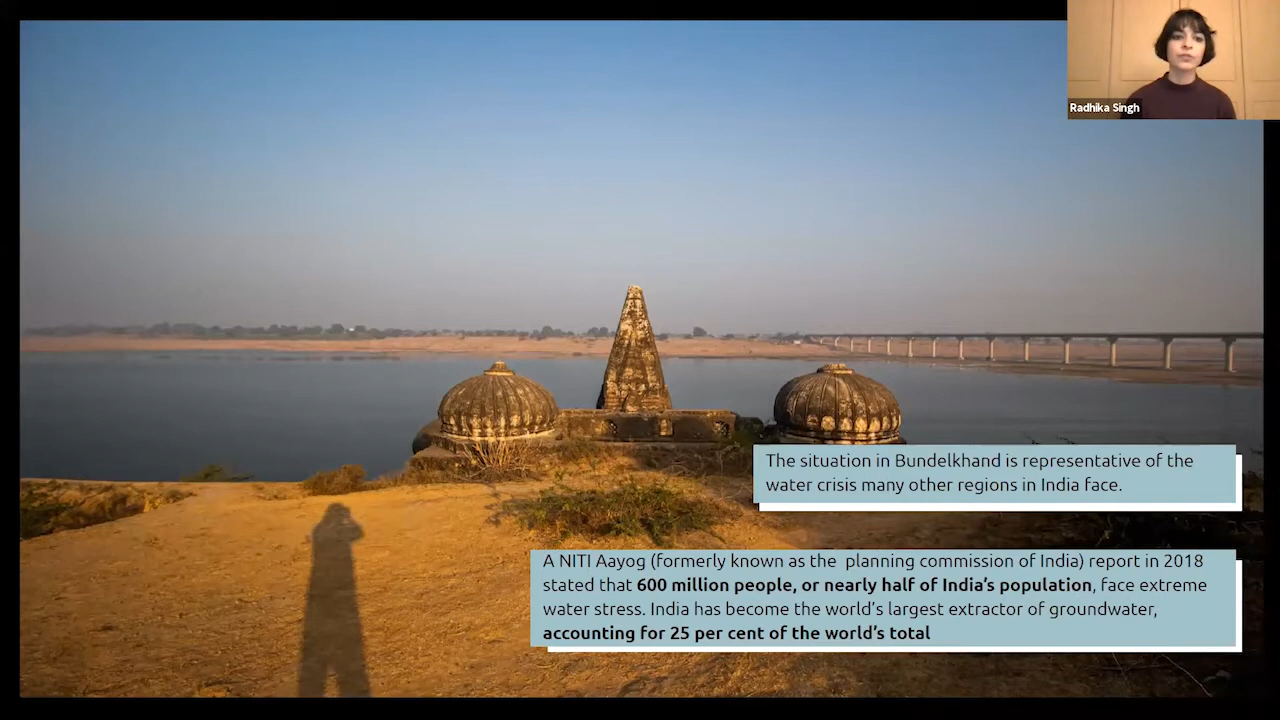 Radhika Singh
The situation in Bundelkhand is representative of the
water crisis many other regions in India face.
A NITI Aayog (formerly known as the  planning commission of India) report in 2018
stated that 600 million people, or nearly half of India's population, face extreme
water stress. India has become the world's largest extractor of groundwater,
accounting for 25 per cent of the world's total